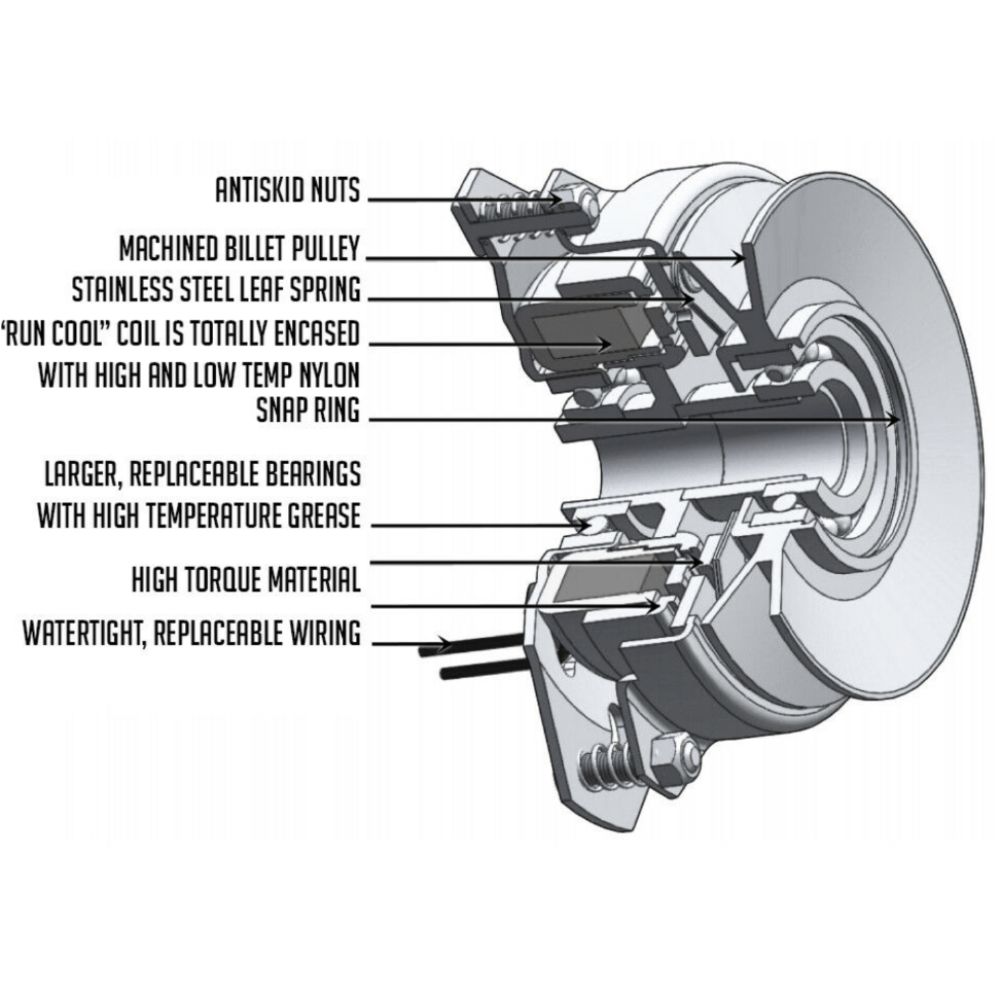 ANTISKID NUTS
MACHINED BILLET PULLEY
STAINLESS STEEL LEAF SPRING
“RUN COOL” COIL IS TOTALLY ENCASED
WITH HIGH AND LOW TEMP NYLON
SNAP RING
LARGER, REPLACEABLE BEARINGS
WITH HIGH TEMPERATURE GREASE
HIGH TORQUE MATERIAL
WATERTIGHT, REPLACEABLE WIRING